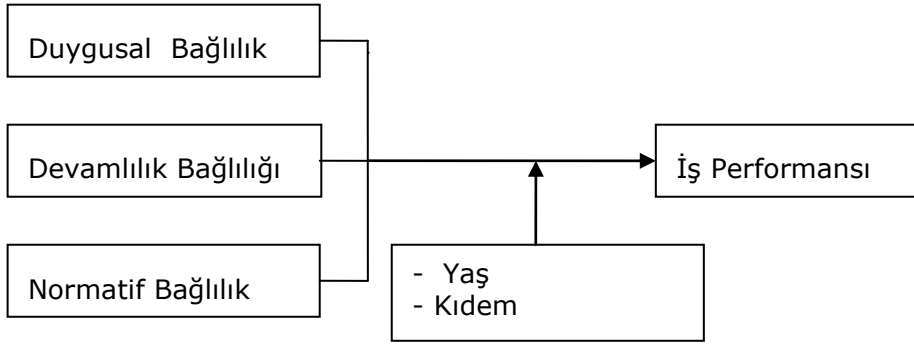 Duygusal Bağlılık
Devamlılık Bağlılığı
İş Performansı
Normatif Bağlılık
- Yaş
- Kıdem